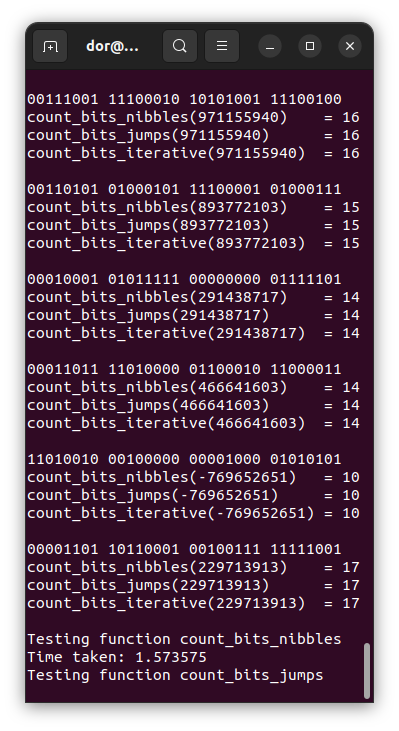 dor@...
00111001 11100010 10101001 11100100
count_bits_nibbles(971155940)    = 16
count_bits_jumps(971155940)      = 16
count_bits_iterative(971155940)  = 16
00110101 01000101 11100001 01000111
count_bits_nibbles(893772103)    = 15
count_bits_jumps(893772103)      = 15
count_bits_iterative(893772103)  = 15
00010001 01011111 00000000 01111101
count_bits_nibbles(291438717)    = 14
count_bits_jumps(291438717)      = 14
count_bits_iterative(291438717)  = 14
00011011 11010000 01100010 11000011
count_bits_nibbles(466641603)    = 14
count_bits_jumps(466641603)      = 14
count_bits_iterative(466641603)  = 14
11010010 00100000 00001000 01010101
count_bits_nibbles(-769652651)   = 10
count_bits_jumps(-769652651)     = 10
count_bits_iterative(-769652651) = 10
00001101 10110001 00100111 11111001
count_bits_nibbles(229713913)    = 17
count_bits_jumps(229713913)      = 17
count_bits_iterative(229713913)  = 17
Testing function count_bits_nibbles
Time taken: 1.573575
Testing function count_bits_jumps